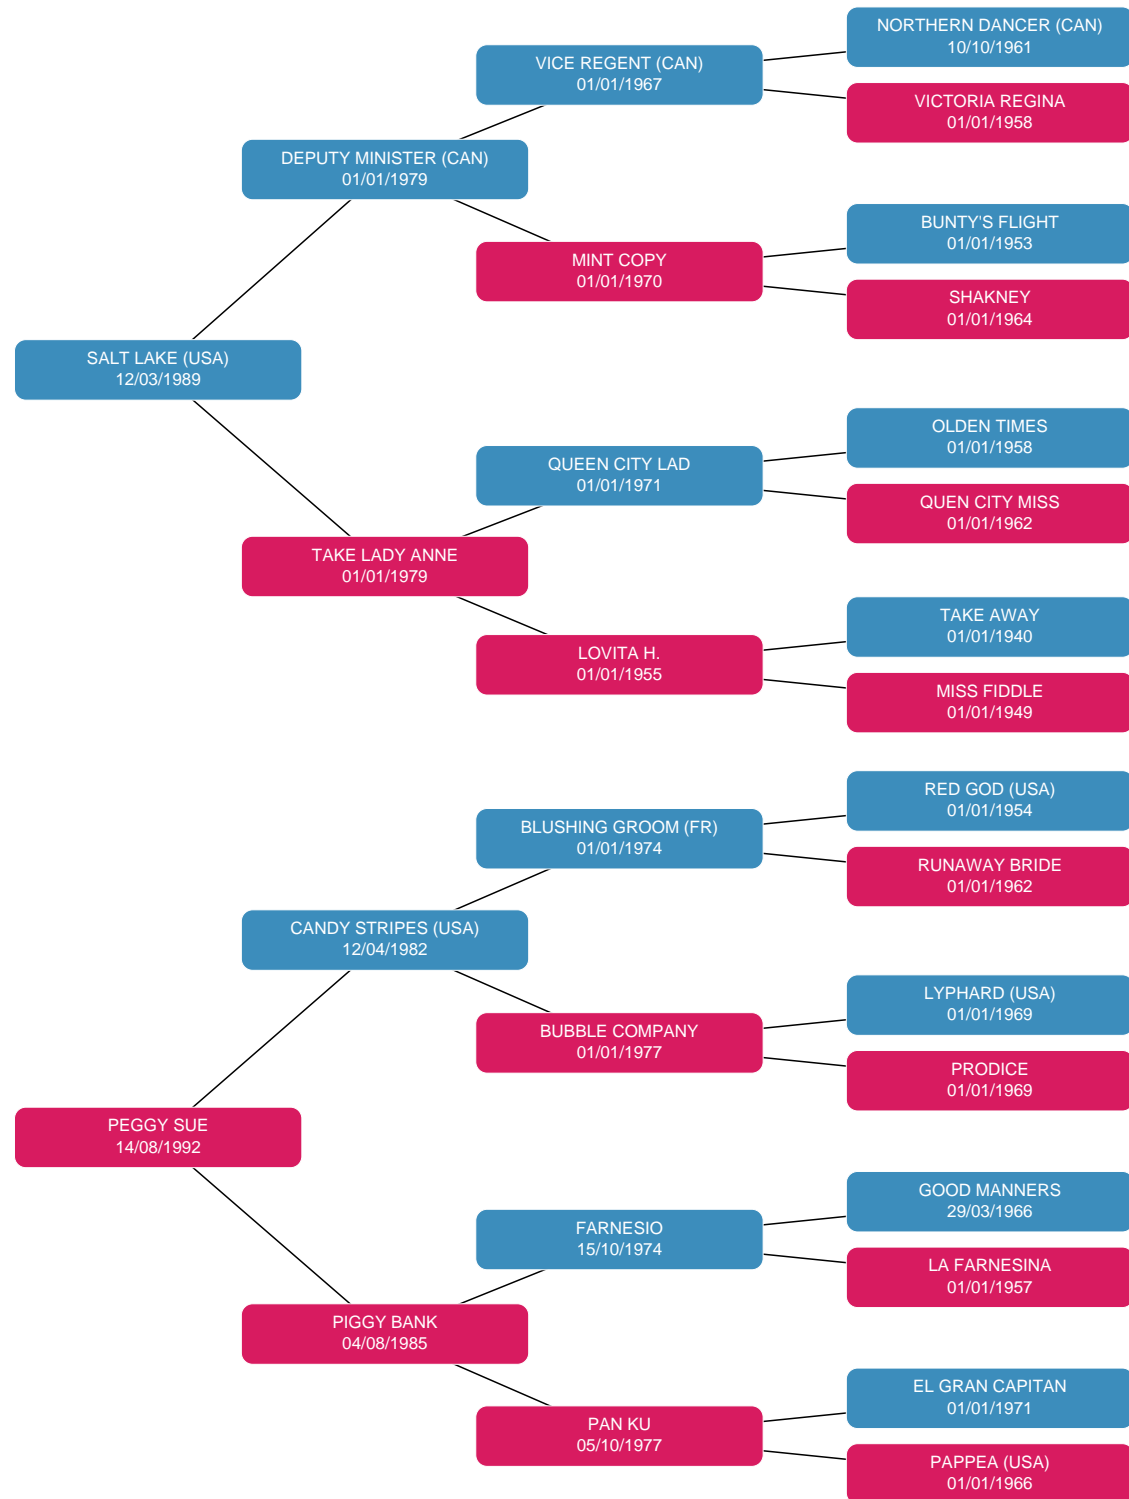 NORTHERN DANCER (CAN)
10/10/1961
VICE REGENT (CAN)
01/01/1967
VICTORIA REGINA
01/01/1958
DEPUTY MINISTER (CAN)
01/01/1979
BUNTY'S FLIGHT
01/01/1953
MINT COPY
01/01/1970
SHAKNEY
01/01/1964
SALT LAKE (USA)
12/03/1989
OLDEN TIMES
01/01/1958
QUEEN CITY LAD
01/01/1971
QUEN CITY MISS
01/01/1962
TAKE LADY ANNE
01/01/1979
TAKE AWAY
01/01/1940
LOVITA H.
01/01/1955
MISS FIDDLE
01/01/1949
RED GOD (USA)
01/01/1954
BLUSHING GROOM (FR)
01/01/1974
RUNAWAY BRIDE
01/01/1962
CANDY STRIPES (USA)
12/04/1982
LYPHARD (USA)
01/01/1969
BUBBLE COMPANY
01/01/1977
PRODICE
01/01/1969
PEGGY SUE
14/08/1992
GOOD MANNERS
29/03/1966
FARNESIO
15/10/1974
LA FARNESINA
01/01/1957
PIGGY BANK
04/08/1985
EL GRAN CAPITAN
01/01/1971
PAN KU
05/10/1977
PAPPEA (USA)
01/01/1966